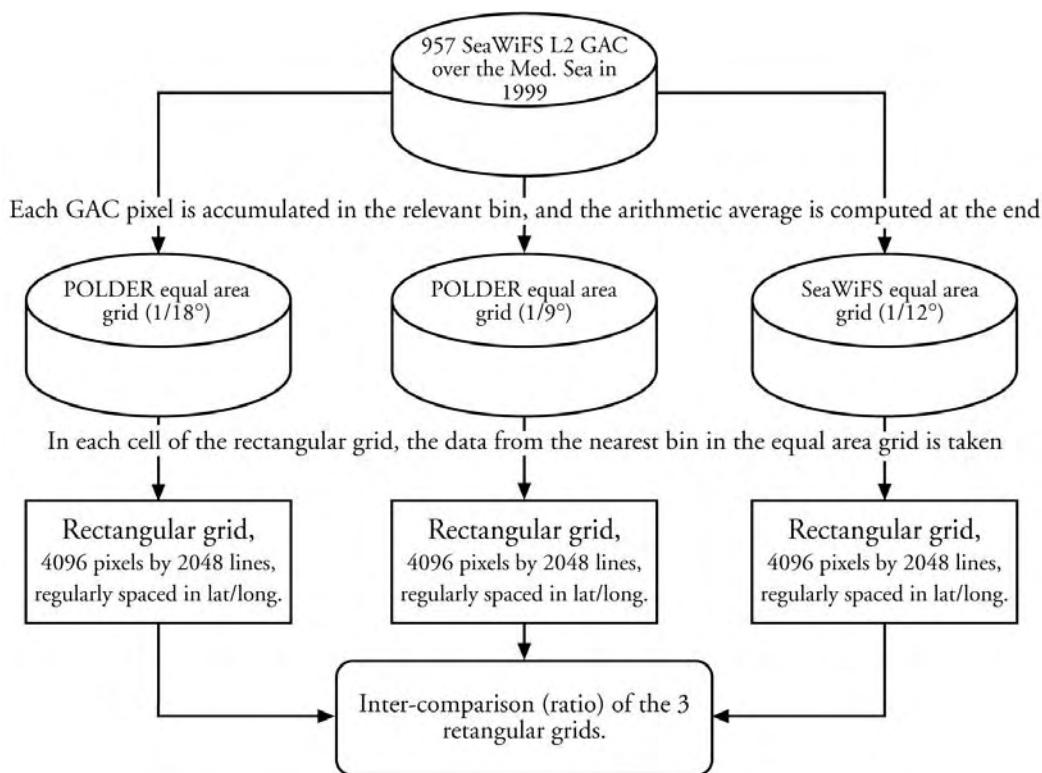 957 SeaWiFS L2 GAC
over the Med. Sea in
1999
Each GAC pixel is accumulated in the relevant bin, and the arithmetic average is computed at the end
POLDER equal area
grid (1/18°)
POLDER equal area
grid (1/9°)
SeaWiFS equal area
grid (1/12°)
In each cell of the rectangular grid, the data from the nearest bin in the equal area grid is taken
Rectangular grid,
4096 pixels by 2048 lines,
regularly spaced in lat/long.
Rectangular grid,
4096 pixels by 2048 lines,
regularly spaced in lat/long.
Rectangular grid,
4096 pixels by 2048 lines,
regularly spaced in lat/long.
Inter-comparison (ratio) of the 3
retangular grids.